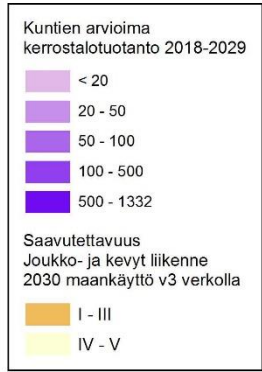 Kuntien arvioima
kerrostalotuotanto 2018-2029
< 20
20 - 50
50 - 100
100 - 500
500 - 1332
Saavutettavuus
Joukko- ja kevyt liikenne
2030 maankäyttö v3 verkolla
I - III
IV - V